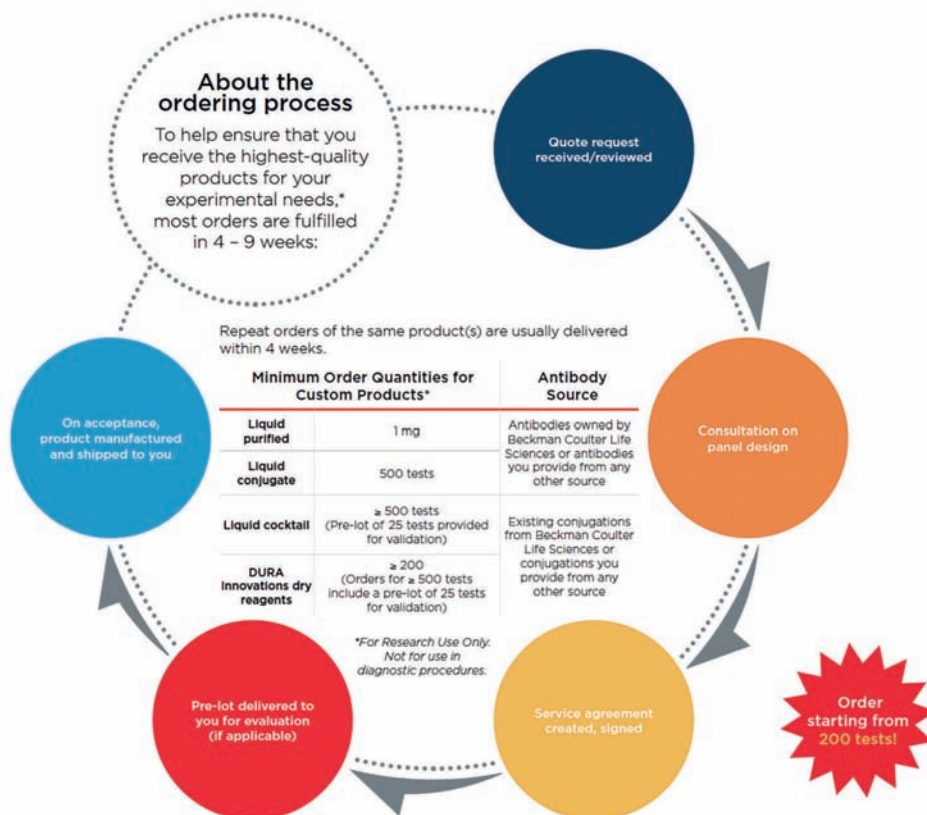 About the
ordering process
To help ensure that you
receive the highest-quality
products for your
experimental needs,*
most orders are fulfilled
in 4 – 9 weeks:
Quote request
received/reviewed
Consultation on
panel design
Service agreement
created, signed
Pre-lot delivered to
you for evaluation
(if applicable)
On acceptance,
product manufactured
and shipped to you
Repeat orders of the same product(s) are usually delivered
within 4 weeks.
Minimum Order Quantities for
Custom Products*
Antibody
Source
Liquid
purified
1 mg
Antibodies owned by
Beckman Coulter Life
Sciences or antibodies
you provide from any
other source
Liquid
conjugate
500 tests
Liquid cocktail
≥ 500 tests
(Pre-lot of 25 tests provided
for validation)
Existing conjugations
from Beckman Coulter
Life Sciences or
conjugations you
provide from any
other source
DURA
Innovations dry
reagents
≥ 200
(Orders for ≥ 500 tests
include a pre-lot of 25 tests
for validation)
*For Research Use Only.
Not for use in
diagnostic procedures.
Order
starting from
200 tests!